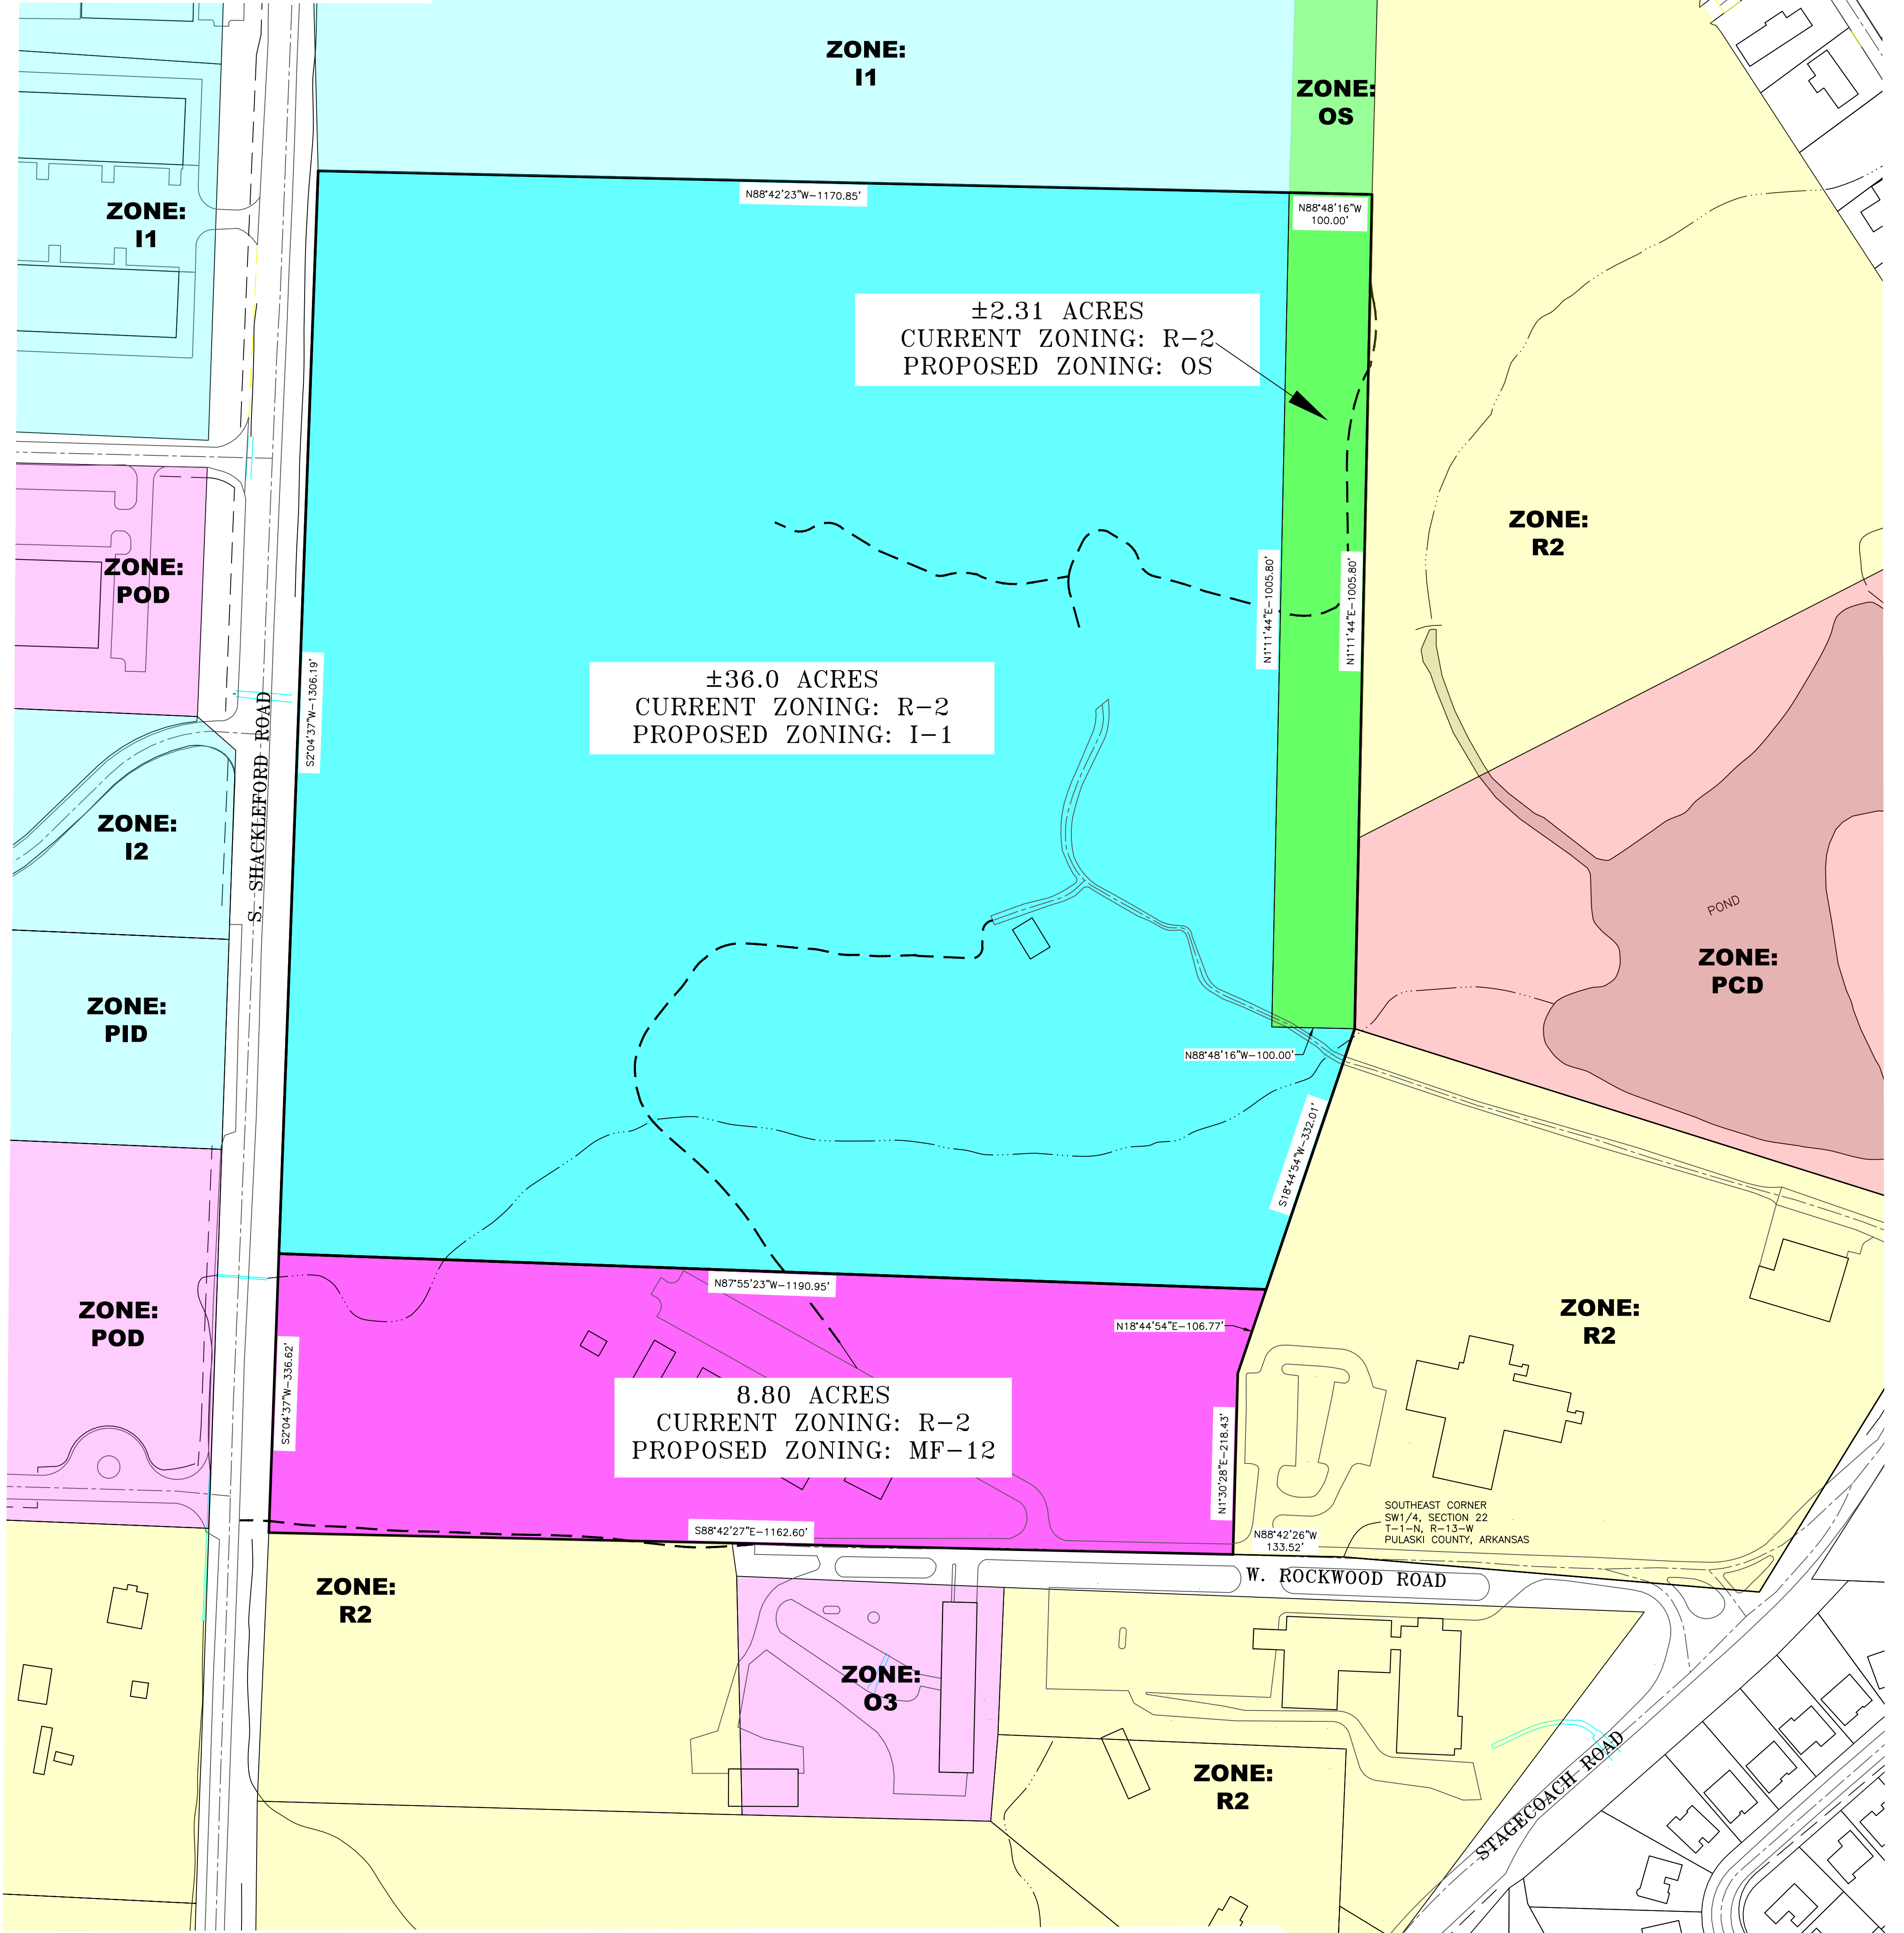 ZONE:
I1
ZONE:
OS
N88°42'23"W-1170.85'
N88°48'16"W
100.00'
ZONE:
I1
±2.31 ACRES
CURRENT ZONING: R-2
PROPOSED ZONING: OS
ZONE:
R2
ZONE:
POD
N1°11'44"E-1005.80'
N1°11'44"E-1005.80'
±36.0 ACRES
CURRENT ZONING: R-2
PROPOSED ZONING: I-1
S2°04'37"W-1306.19'
S. SHACKLEFORD ROAD
ZONE:
I2
POND
ZONE:
PCD
ZONE:
PID
N88°48'16"W-100.00'
S18°44'54"W-332.01'
ZONE:
POD
N87°55'23"W-1190.95'
N18°44'54"E-106.77'
ZONE:
R2
S2°04'37"W-336.62'
8.80 ACRES
CURRENT ZONING: R-2
PROPOSED ZONING: MF-12
N1°30'28"E-218.43'
SOUTHEAST CORNER
SW1/4, SECTION 22
T-1-N, R-13-W
PULASKI COUNTY, ARKANSAS
S88°42'27"E-1162.60'
N88°42'26"W
133.52'
W. ROCKWOOD ROAD
ZONE:
R2
ZONE:
O3
ZONE:
R2
STAGECOACH ROAD